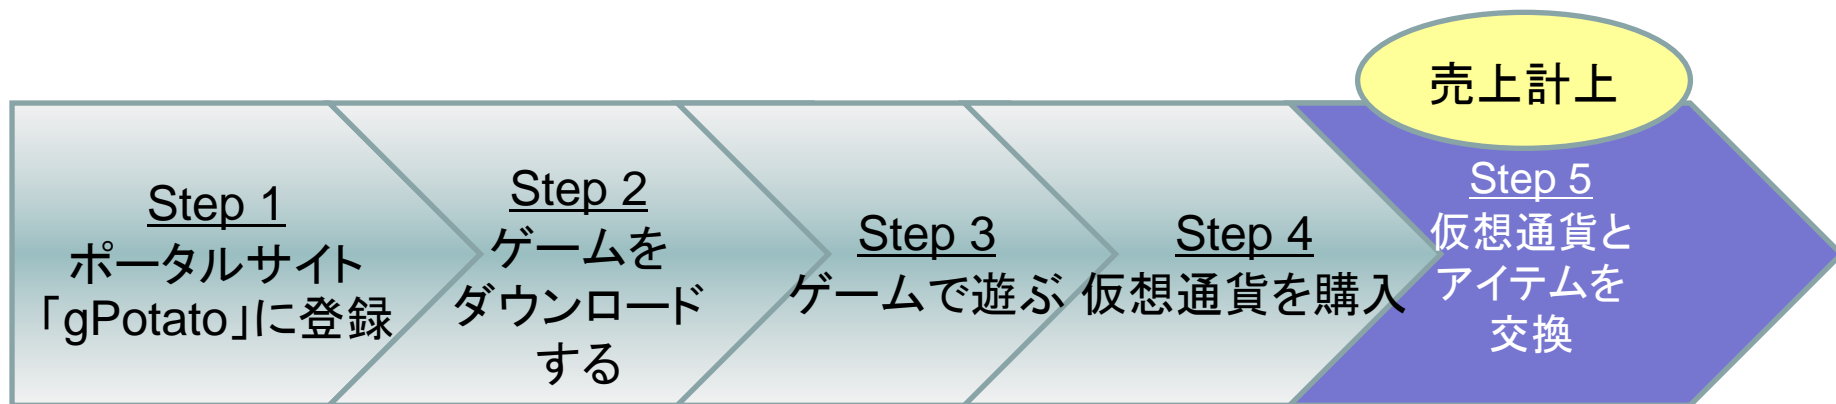 売上計上
Step 1
ポータルサイト
「gPotato」に登録
Step 2
ゲームを
ダウンロード
する
Step 3
ゲームで遊ぶ
Step 4
仮想通貨を購入
Step 5
仮想通貨と
アイテムを
交換